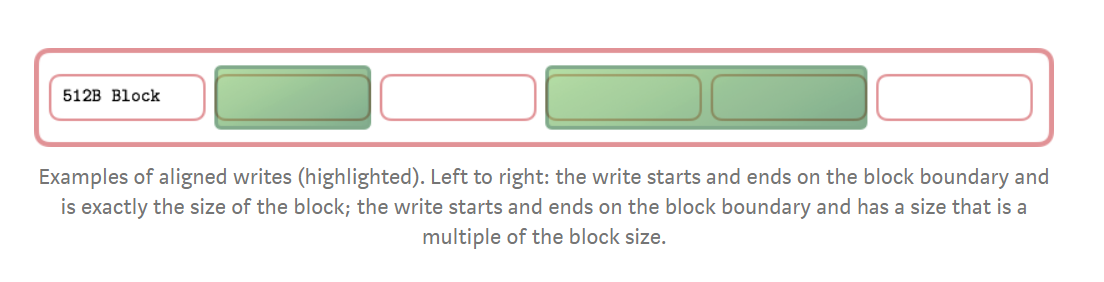 512B Block
Examples of aligned writes (highlighted). Left to right: the write starts and ends on the block boundary and
is exactly the size of the block; the write starts and ends on the block boundary and has a size that is a
multiple of the block size.